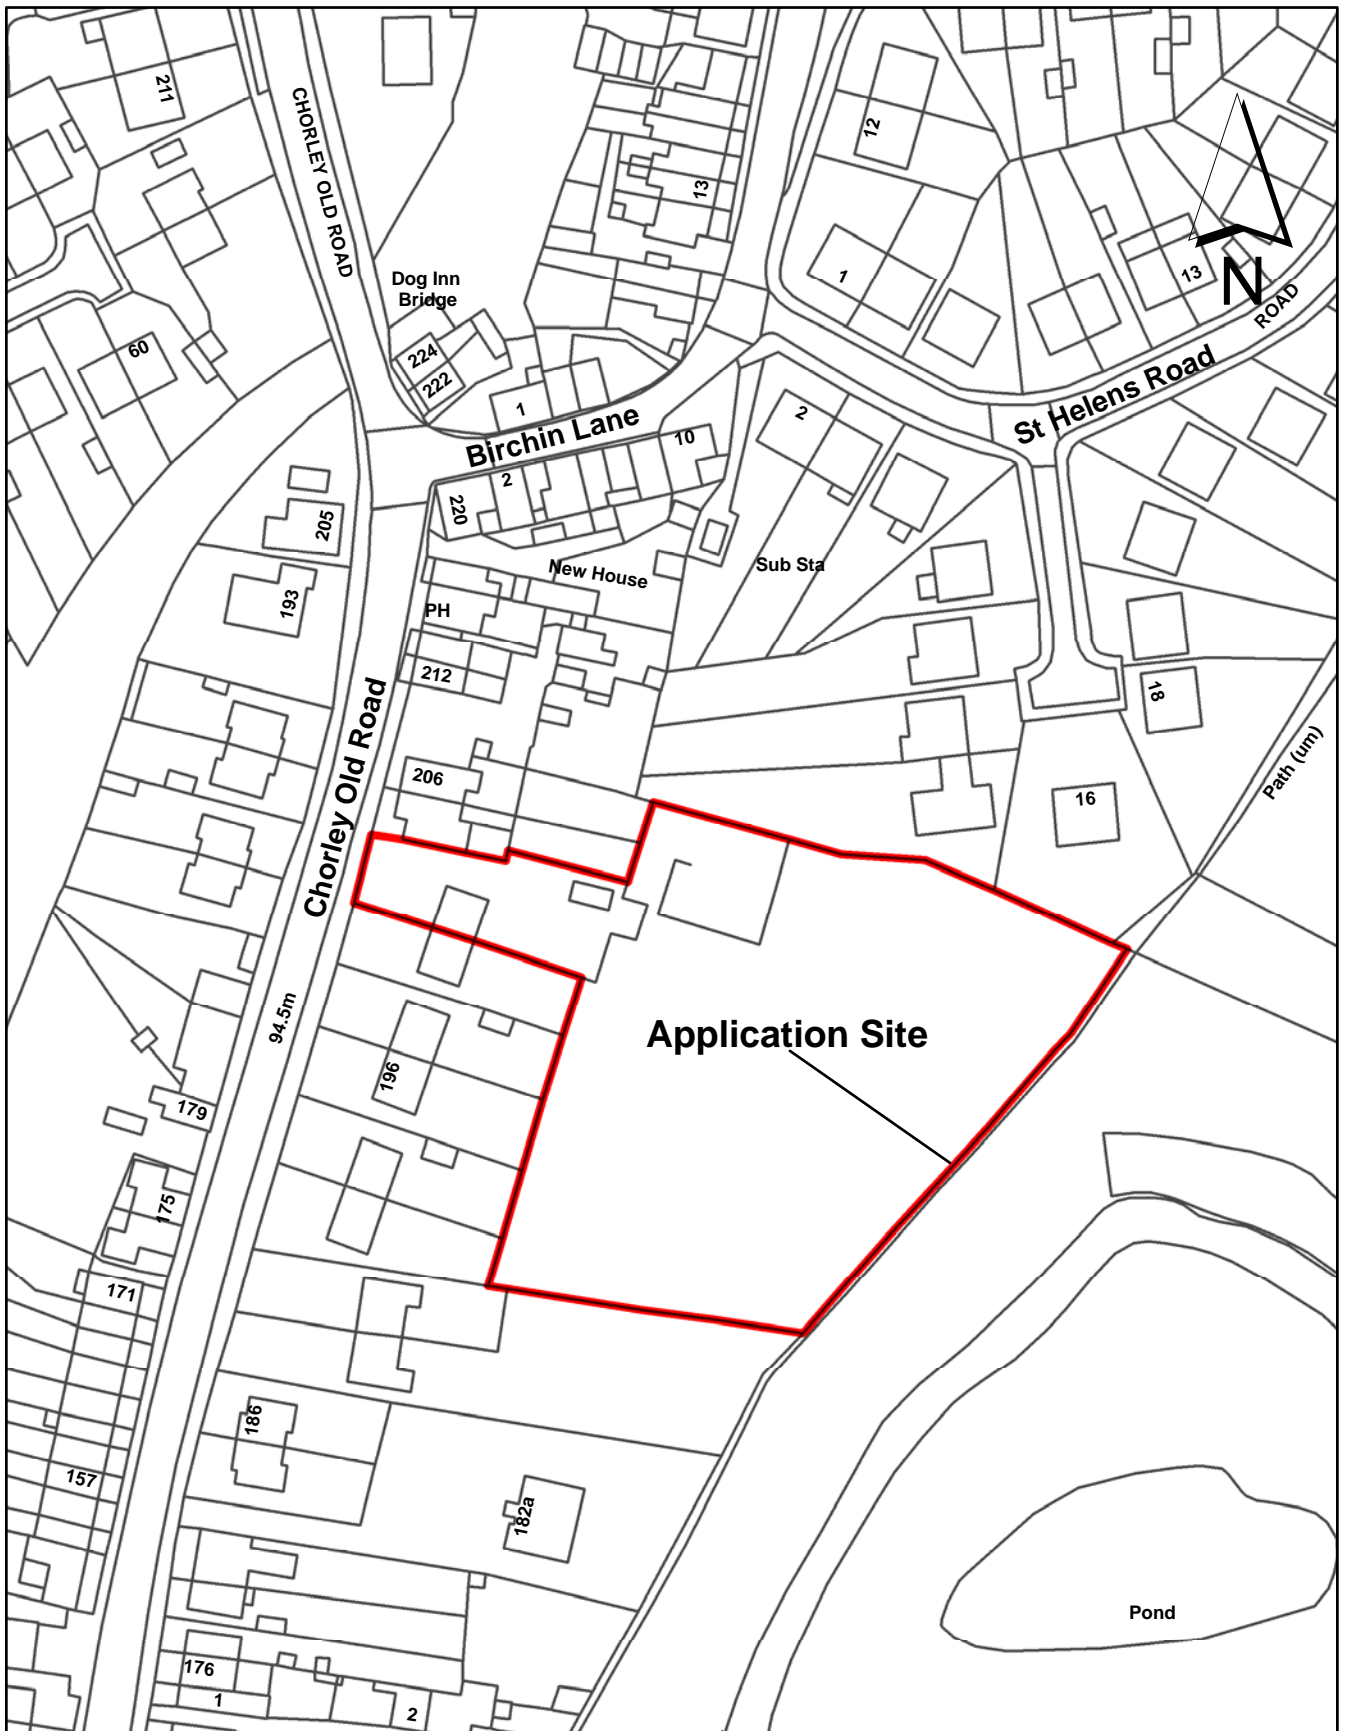 211
CHORLEY OLD ROAD
12
13
1
13
N
ROAD
Dog Inn
Bridge
60
224
222
1
Birchin Lane
10
2
2
St Helens Road
220
205
New House
Sub Sta
193
PH
212
18
Path (um)
Chorley Old Road
206
16
94.5m
Application Site
196
179
175
171
186
157
182a
Pond
176
1
2